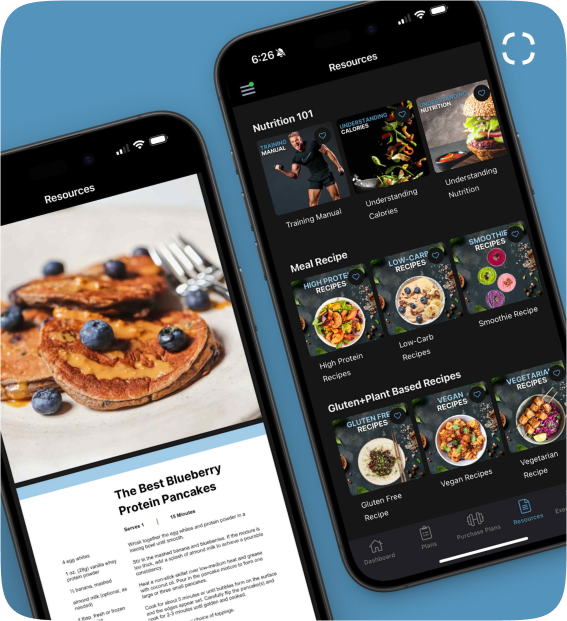 Resources
The Best Blueberry
Protein Pancakes
Serves 1 | 15 Minutes
4 egg whites
1 oz. (28g) vanilla whey
protein powder
½ banana, mashed
almond milk (optional, as
needed)
fresh or frozen
Whisk together the egg whites and protein powder in a
mixing bowl until smooth.
Stir in the mashed banana and blueberries. If the mixture is
too thick, add a splash of almond milk to achieve a pourable
consistency.
Heat a non-stick skillet over low-medium heat and grease
with coconut oil. Pour in the pancake mixture to form one
large or three small pancakes.
Cook for about 5 minutes or until bubbles form on the surface
and the edges appear set. Carefully flip the pancake(s) and
cook for 2-3 minutes until golden and cooked.
choice of toppings.
6:26
Resources
Nutrition 101
TRAINING
MANUAL
UNDERSTANDING
CALORIES
UNDERSTANDING
NUTRITION
Training Manual
Understanding
Calories
Understanding
Nutrition
Meal Recipe
HIGH PROTEIN
RECIPES
LOW-CARB
RECIPES
SMOOTHIE
RECIPES
High Protein
Recipes
Low-Carb
Recipes
Smoothie Recipe
Gluten+Plant Based Recipes
GLUTEN FREE
RECIPES
VEGAN
RECIPES
VEGETARIAN
RECIPES
Gluten Free
Recipe
Vegan Recipes
Vegetarian
Recipe
Dashboard
Plans
Purchase Plans
Resources